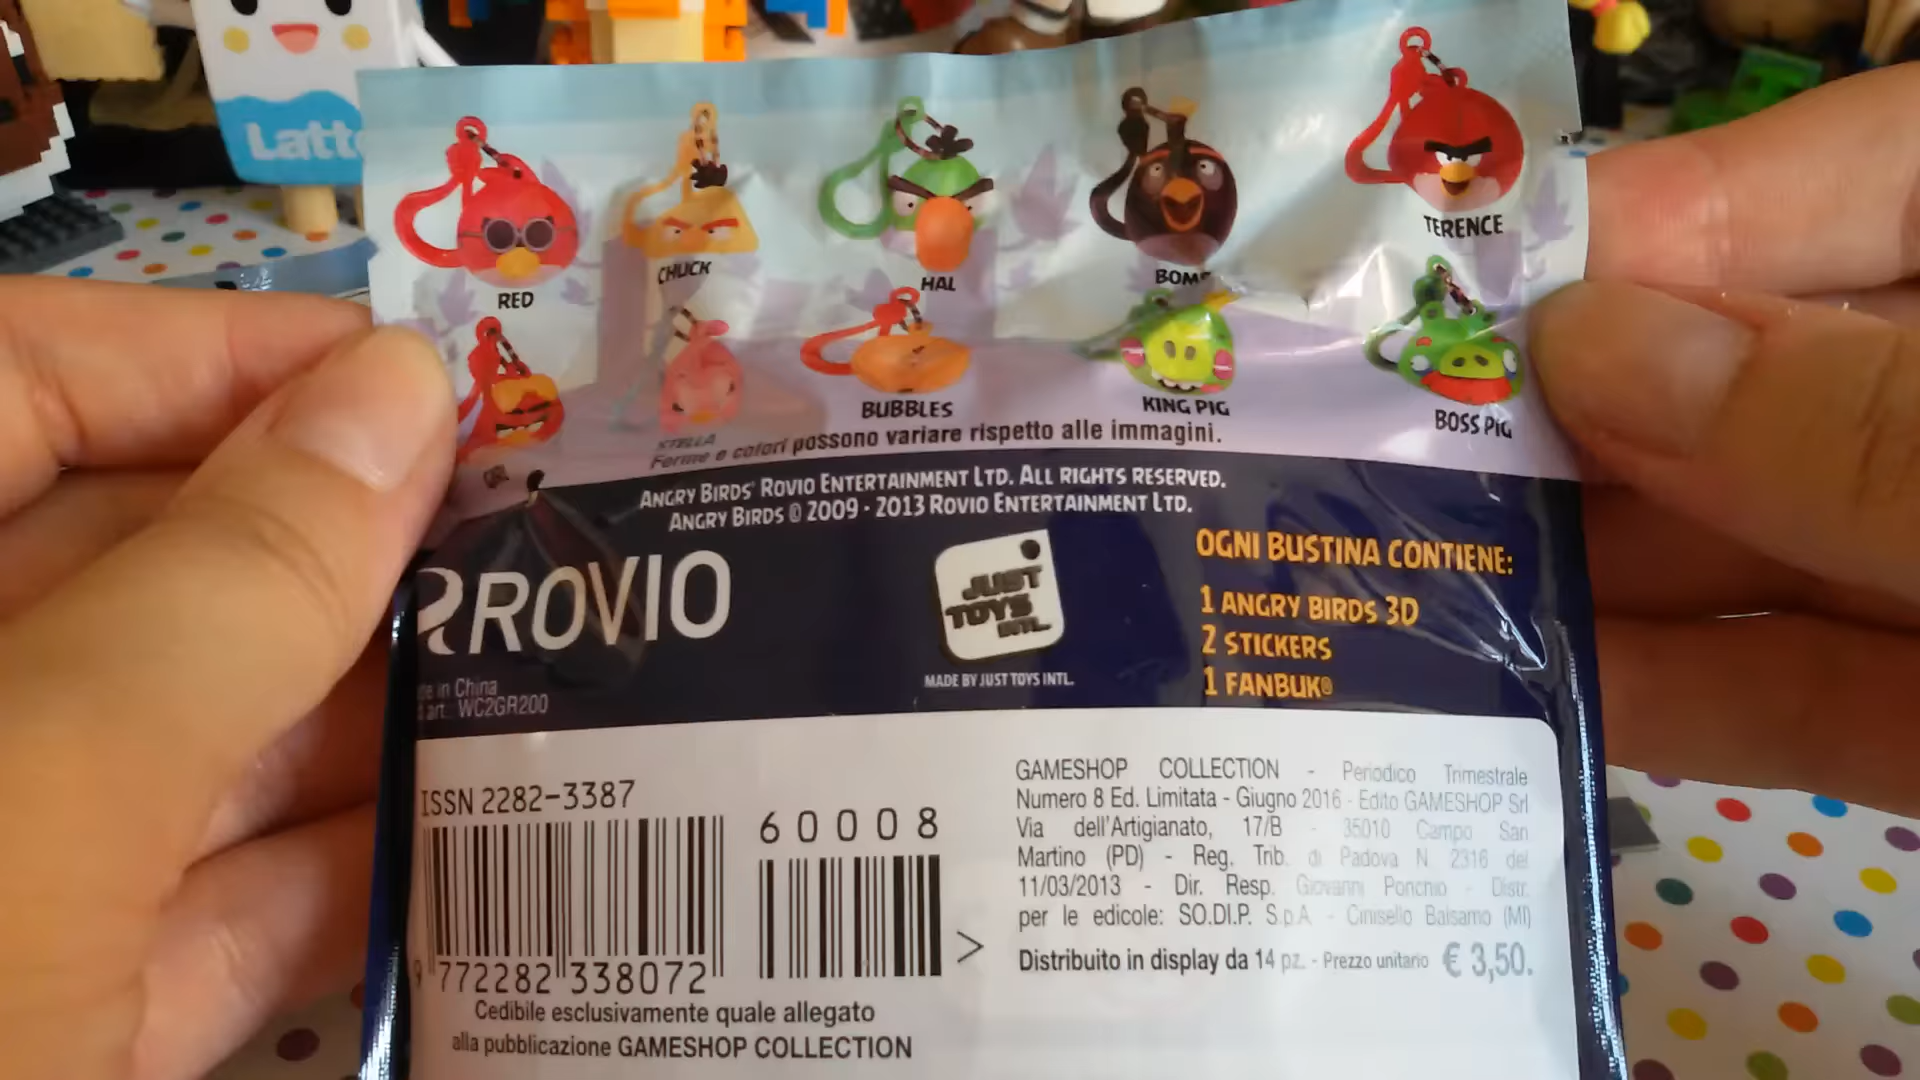 Latte
TERENCE
CHUCK
HAL
BOMB
RED
BUBBLES
KING PIG
BOSS PIG
STELLA
Forme e colori possono variare rispetto alle immagini.
ANGRY BIRDS ROVIO ENTERTAINMENT LTD. ALL RIGHTS RESERVED.
ANGRY BIRDS © 2009 - 2013 ROVIO ENTERTAINMENT LTD.
ROVIO
JUST
TOYS
INTL.
MADE BY JUST TOYS INTL.
OGNI BUSTINA CONTIENE:
1 ANGRY BIRDS 3D
2 STICKERS
1 FANBUK®
in China
art.: WC2GR200
ISSN 2282-3387
60008
9 772282 338072 >
Cedibile esclusivamente quale allegato
alla pubblicazione GAMESHOP COLLECTION
GAMESHOP COLLECTION - Periodico Trimestrale
Numero 8 Ed. Limitata - Giugno 2016 - Edito GAMESHOP Srl
Via dell'Artigianato, 17/B - 35010 Campo San
Martino (PD) - Reg. Trib. di Padova N. 2316 del
11/03/2013 - Dir. Resp. Giovanni Ponchio - Distr.
per le edicole: SO.DI.P. S.p.A. - Cinisello Balsamo (MI)
Distribuito in display da 14 pz. - Prezzo unitario € 3,50.